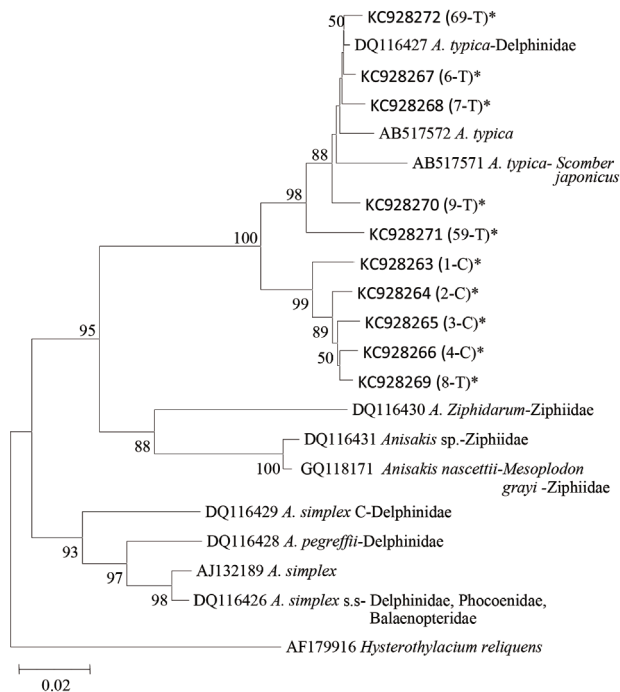 50
KC928272 (69-T)*
DQ116427 A. typica-Delphinidae
KC928267 (6-T)*
KC928268 (7-T)*
AB517572 A. typica
88
AB517571 A. typica- Scomber
japonicus
98
KC928270 (9-T)*
KC928271 (59-T)*
100
KC928263 (1-C)*
99
KC928264 (2-C)*
89
KC928265 (3-C)*
50
KC928266 (4-C)*
KC928269 (8-T)*
95
DQ116430 A. Ziphidarum-Ziphiidae
88
DQ116431 Anisakis sp.-Ziphiidae
100
GQ118171 Anisakis nascettii-Mesoplodon
grayi -Ziphiidae
DQ116429 A. simplex C-Delphinidae
93
DQ116428 A. pegreffii-Delphinidae
97
AJ132189 A. simplex
98
DQ116426 A. simplex s.s- Delphinidae, Phocoenidae,
Balaenopteridae
AF179916 Hysterothylacium reliquens
0.02